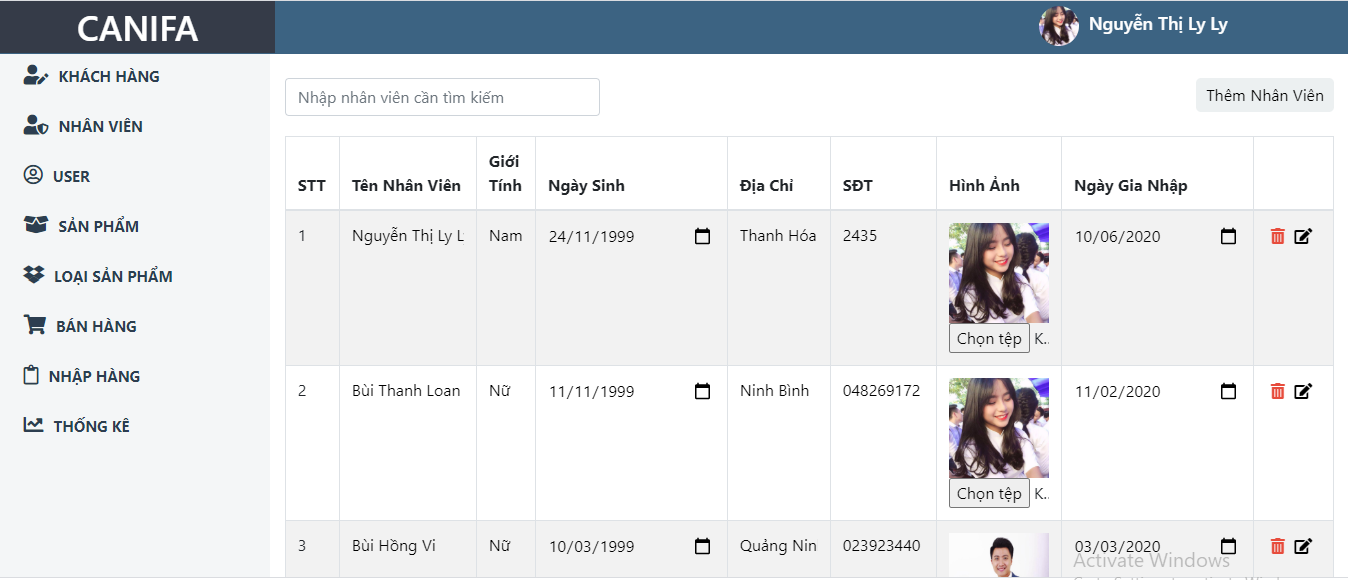 CANIFA
Nguyễn Thị Ly Ly
KHÁCH HÀNG
NHÂN VIÊN
USER
SẢN PHẨM
LOẠI SẢN PHẨM
BÁN HÀNG
NHẬP HÀNG
THỐNG KÊ
Nhập nhân viên cần tìm kiếm
Thêm Nhân Viên
STT Tên Nhân Viên Giới Tính Ngày Sinh Địa Chỉ SĐT Hình Ảnh Ngày Gia Nhập
1 Nguyễn Thị Ly L Nam 24/11/1999 Thanh Hóa 2435 10/06/2020
Chọn tệp K..
2 Bùi Thanh Loan Nữ 11/11/1999 Ninh Bình 048269172 11/02/2020
Chọn tệp K..
3 Bùi Hồng Vi Nữ 10/03/1999 Quảng Nin 023923440 03/03/2020
Activate Windows